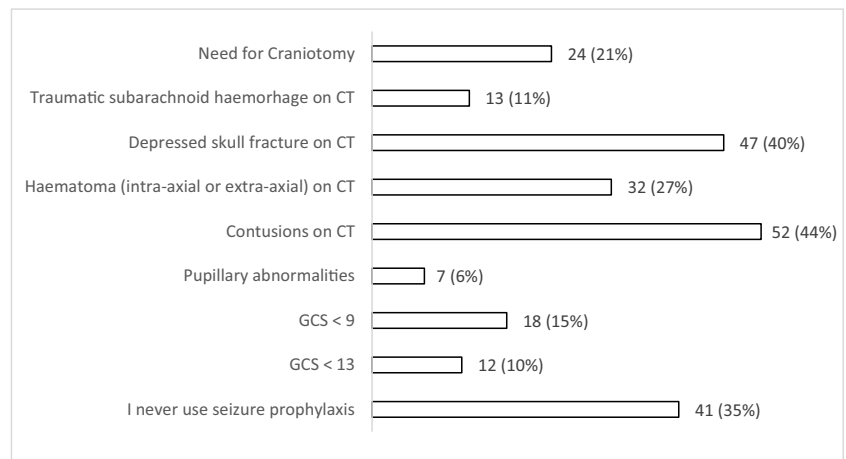 Need for Craniotomy 24 (21%)
Traumatic subarachnoid haemorhage on CT 13 (11%)
Depressed skull fracture on CT 47 (40%)
Haematoma (intra-axial or extra-axial) on CT 32 (27%)
Contusions on CT 52 (44%)
Pupillary abnormalities 7 (6%)
GCS < 9 18 (15%)
GCS < 13 12 (10%)
I never use seizure prophylaxis 41 (35%)